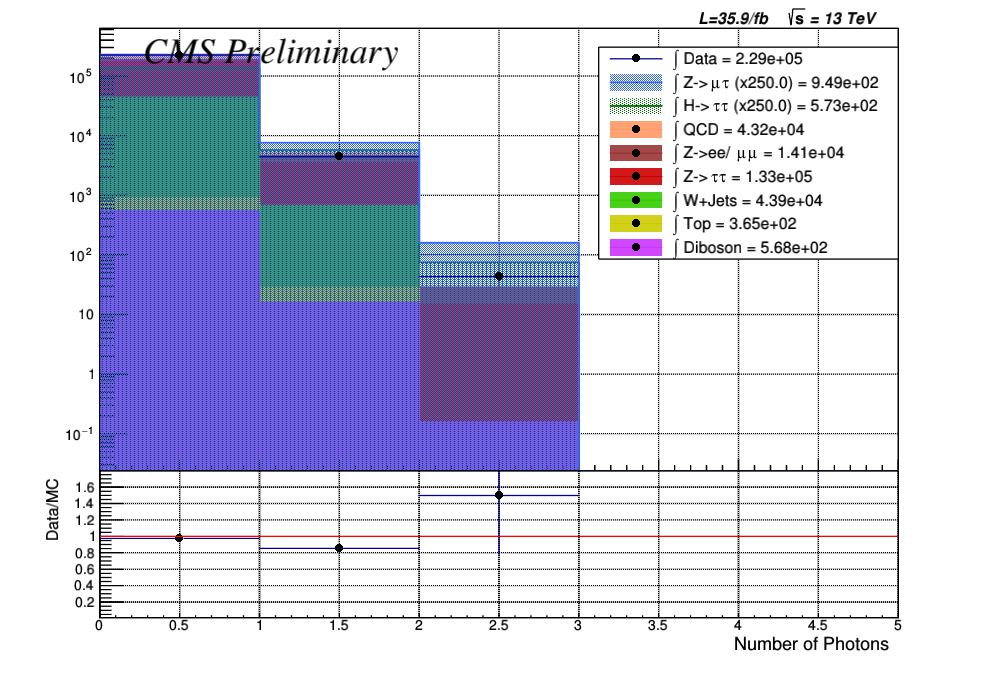 L=35.9/fb √s = 13 TeV
CMS Preliminary
∫ Data = 2.29e+05
∫ Z->μτ (x250.0) = 9.49e+02
∫ H->ττ (x250.0) = 5.73e+02
∫ QCD = 4.32e+04
∫ Z->ee/ μμ = 1.41e+04
∫ Z->ττ = 1.33e+05
∫ W+Jets = 4.39e+04
∫ Top = 3.65e+02
∫ Diboson = 5.68e+02
10⁵
10⁴
10³
10²
10
1
10⁻¹
Data/MC
1.6
1.4
1.2
1
0.8
0.6
0.4
0.2
0 0.5 1 1.5 2 2.5 3 3.5 4 4.5 5
Number of Photons